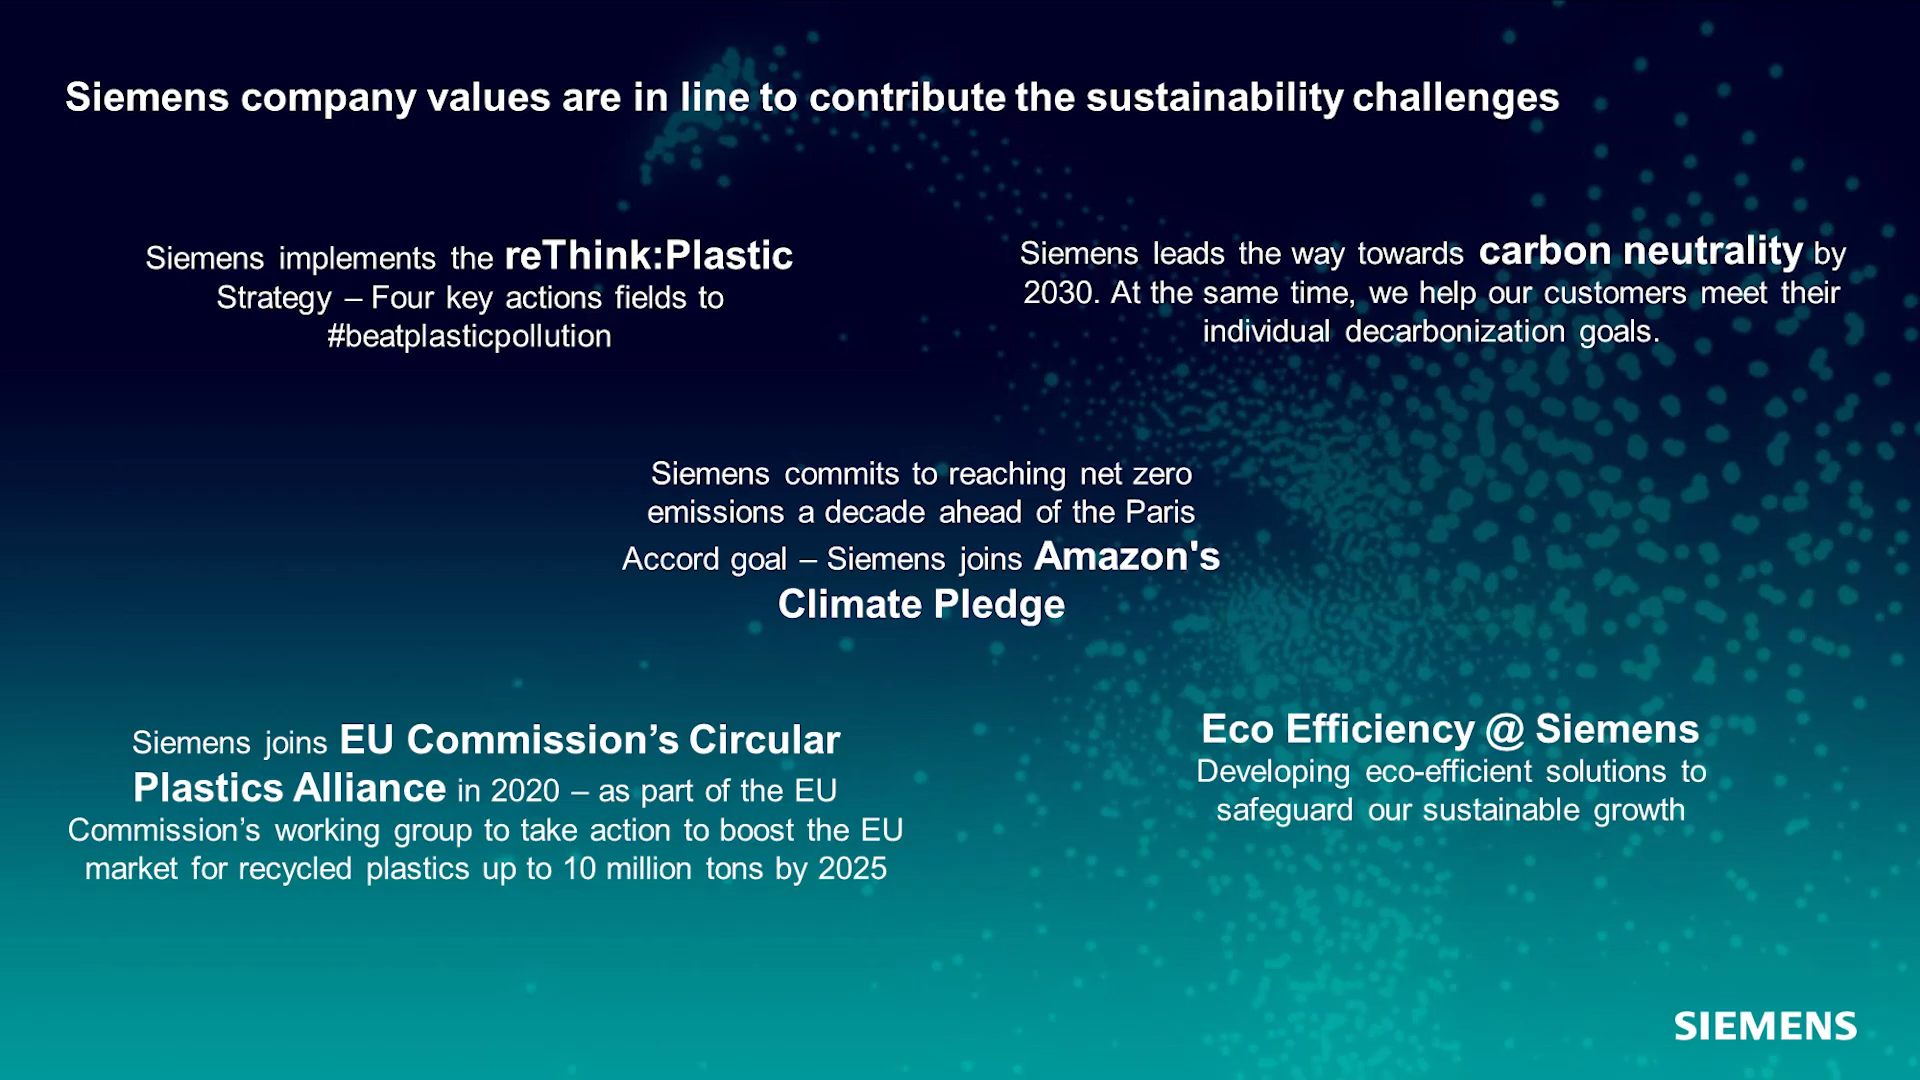 Siemens company values are in line to contribute the sustainability challenges
Siemens implements the reThink:Plastic
Strategy – Four key actions fields to
#beatplasticpollution
Siemens leads the way towards carbon neutrality by
2030. At the same time, we help our customers meet their
individual decarbonization goals.
Siemens commits to reaching net zero
emissions a decade ahead of the Paris
Accord goal – Siemens joins Amazon's
Climate Pledge
Siemens joins EU Commission’s Circular
Plastics Alliance in 2020 – as part of the EU
Commission’s working group to take action to boost the EU
market for recycled plastics up to 10 million tons by 2025
Eco Efficiency @ Siemens
Developing eco-efficient solutions to
safeguard our sustainable growth
SIEMENS